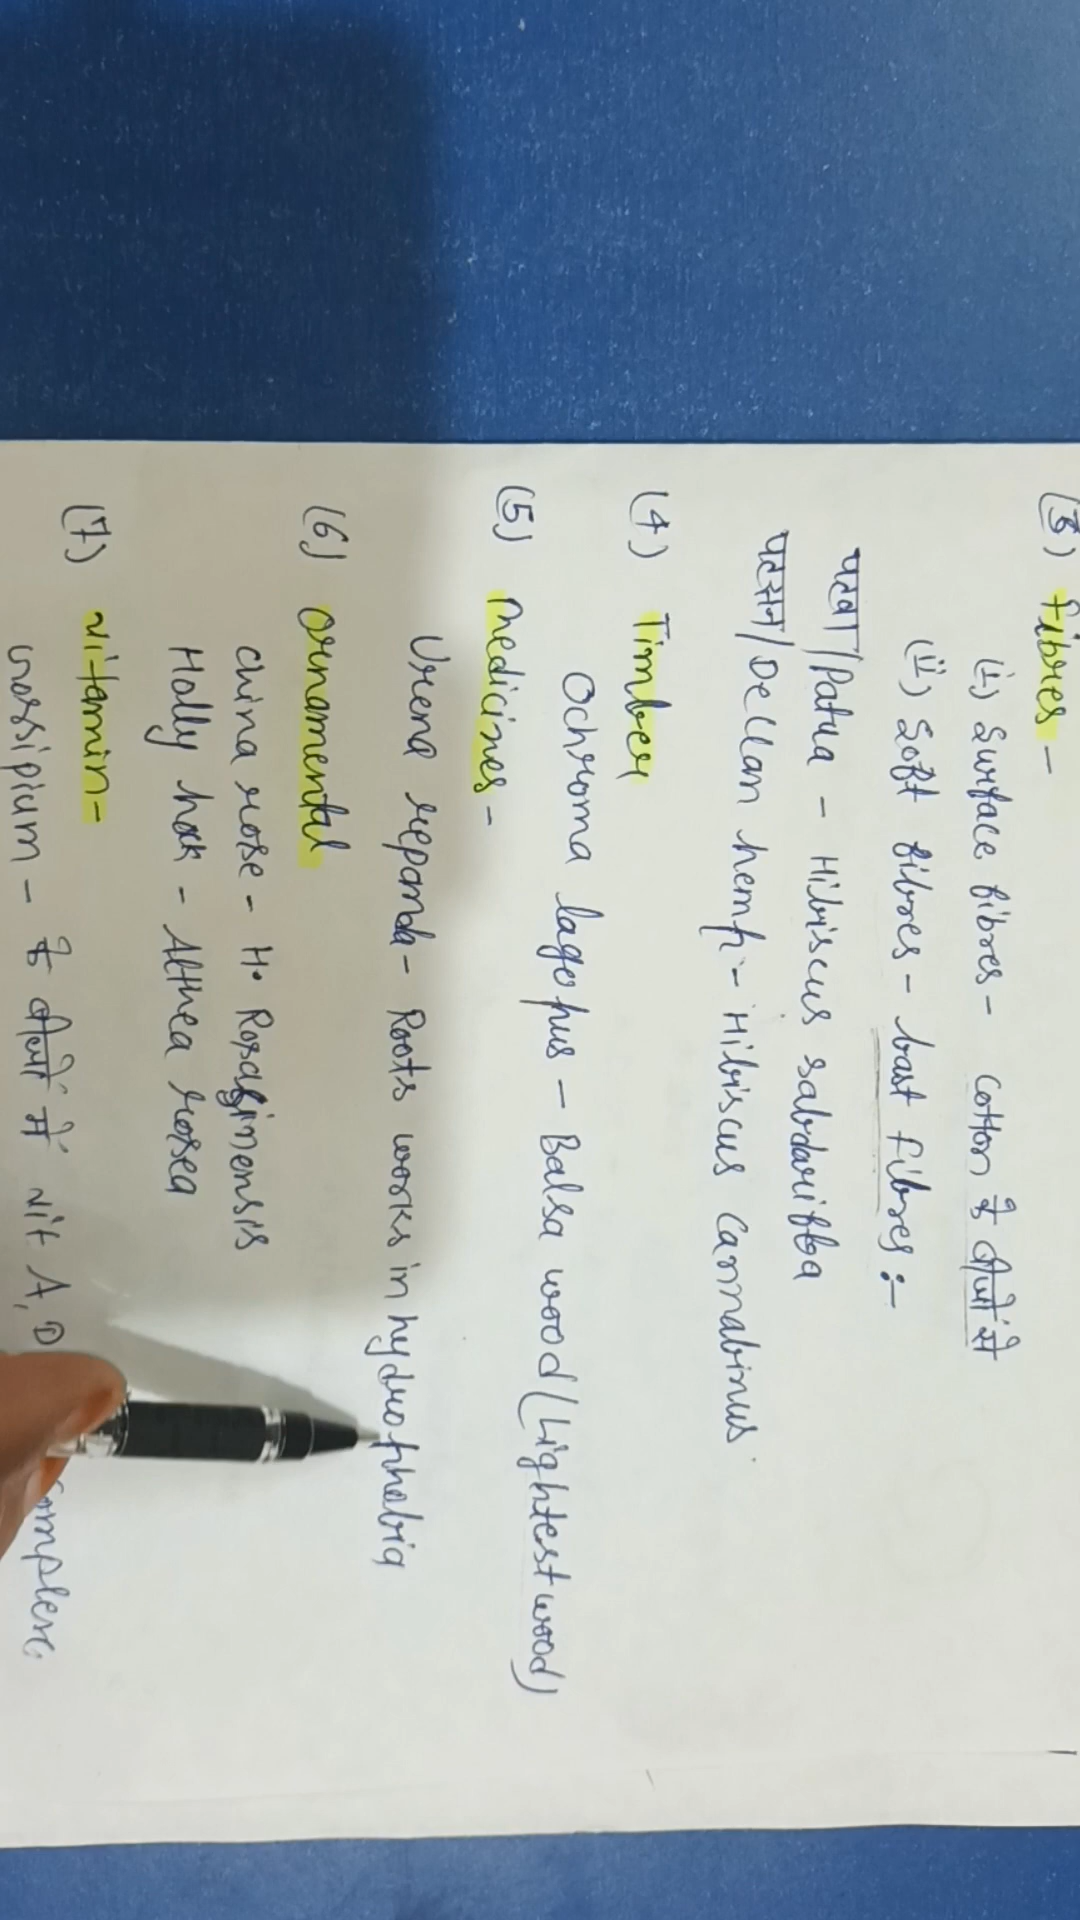 (3) fibres -
(i) Surface fibres - cotton के बीजों से
(ii) Soft fibres - bast fibres :-
पटवा/Patua - Hibiscus sabdariffa
पटसन/Deccan hemp - Hibiscus cannabinus
(4) Timber
Ochroma lagopus - Balsa wood (Lightest wood)
(5) Medicines -
Urena repanda - Roots works in hydrophobia
(6) Ornamental
China rose - H. Rosasinensis
Holly hock - Althea rosea
(7) vitamin -
Gossipium - के बीजों में vit A, D complex